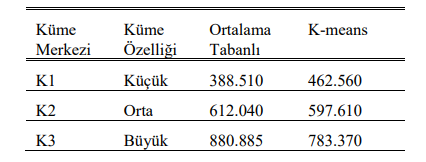 Küme Küme Ortalama K-means
Merkezi Özelliği Tabanlı
K1 Küçük 388.510 462.560
K2 Orta 612.040 597.610
K3 Büyük 880.885 783.370